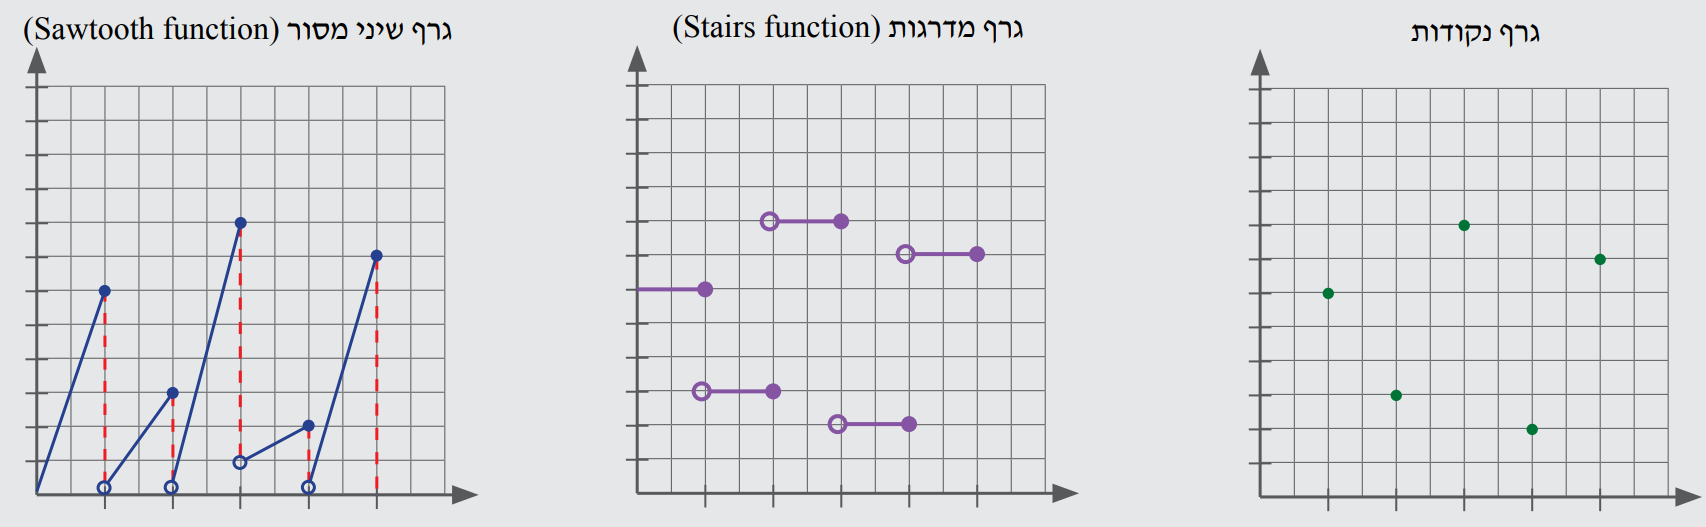 גרף שיני מסור (Sawtooth function)
גרף מדרגות (Stairs function)
גרף נקודות